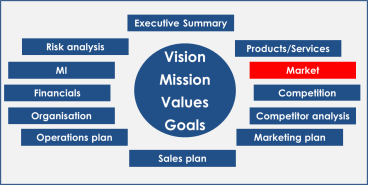 Executive Summary
Risk analysis
Products/Services
MI
Market
Financials
Competition
Organisation
Competitor analysis
Operations plan
Marketing plan
Sales plan
Vision
Mission
Values
Goals